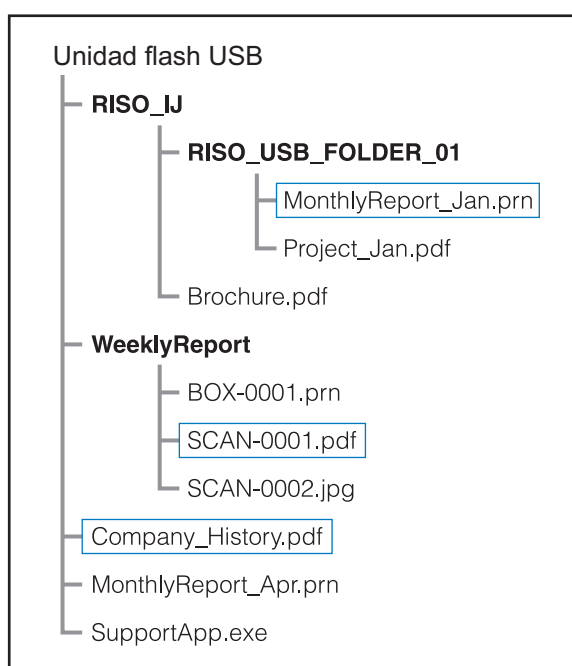 Unidad flash USB
RISO_IJ
RISO_USB_FOLDER_01
MonthlyReport_Jan.prn
Project_Jan.pdf
Brochure.pdf
WeeklyReport
BOX-0001.prn
SCAN-0001.pdf
SCAN-0002.jpg
Company_History.pdf
MonthlyReport_Apr.prn
SupportApp.exe